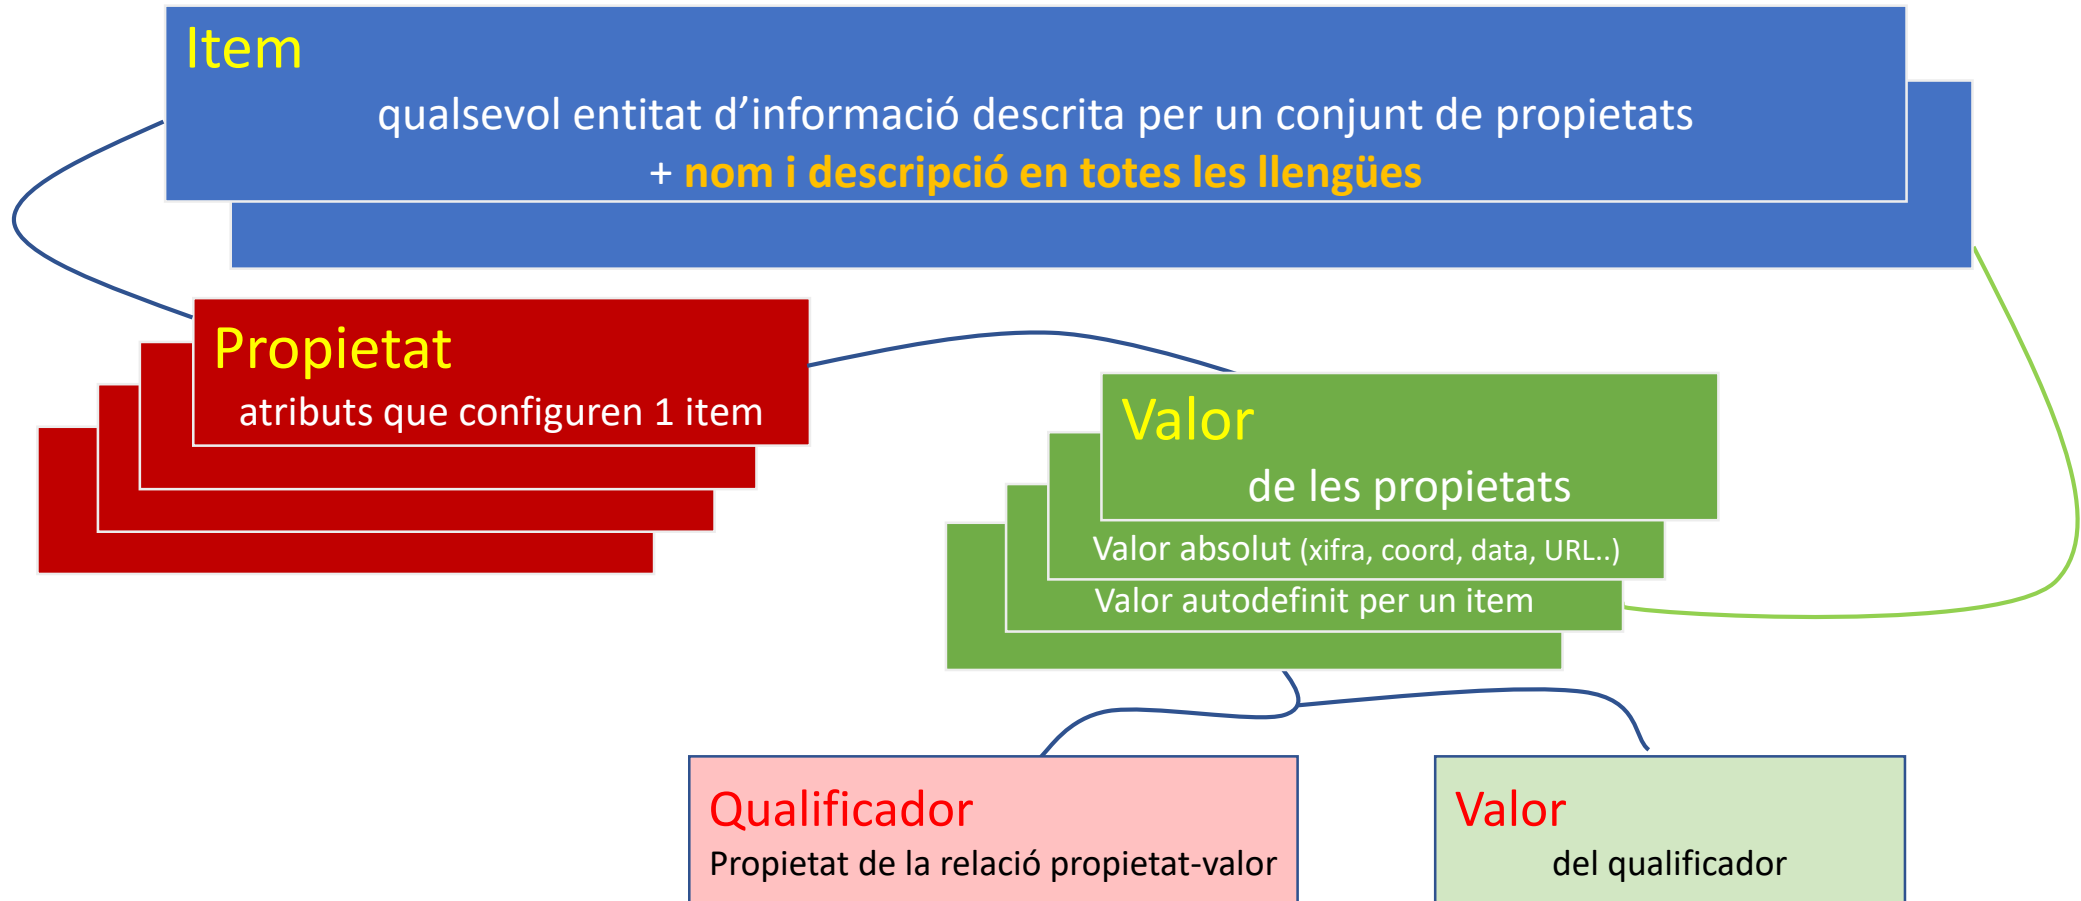 Item
qualsevol entitat d’informació descrita per un conjunt de propietats
+ nom i descripció en totes les llengües
Propietat
atributs que configuren 1 item
Valor
de les propietats
Valor absolut (xifra, coord, data, URL..)
Valor autodefinit per un item
Qualificador
Propietat de la relació propietat-valor
Valor
del qualificador